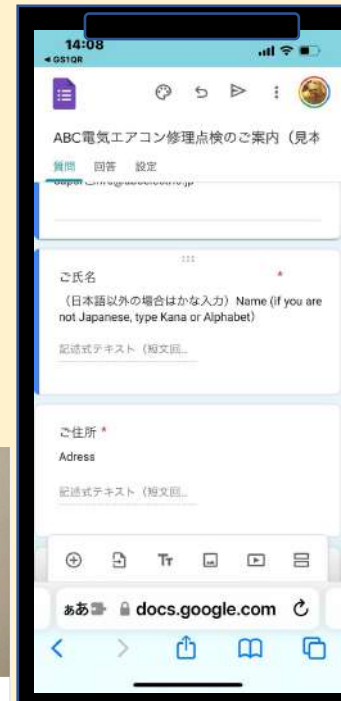 14:08
◀ GS1QR
ABC電気エアコン修理点検のご案内（見本
質問 回答 設定
ご氏名 *
（日本語以外の場合はかな入力）Name (if you are
not Japanese, type Kana or Alphabet）
記述式テキスト（短文回...
ご住所 *
Adress
記述式テキスト（短文回...
Tт
ぁあ docs.google.com